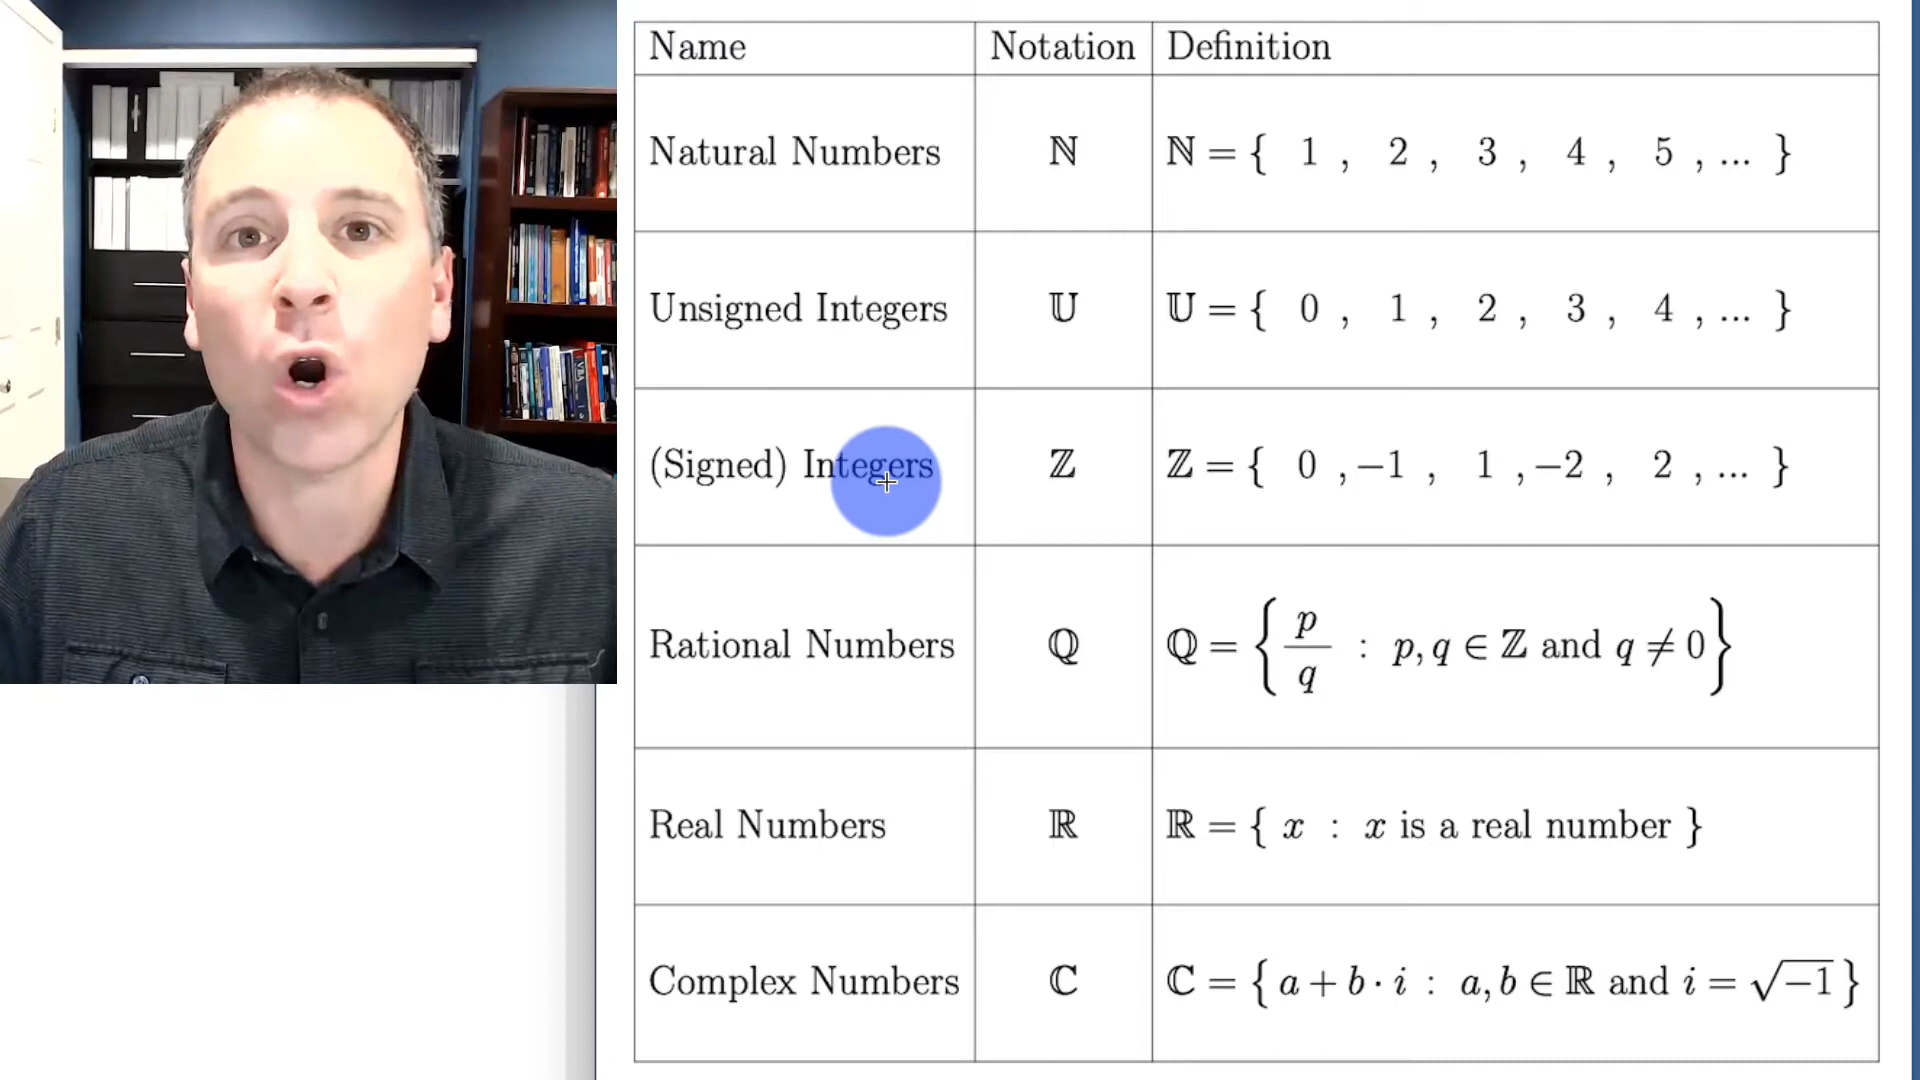 Name Notation Definition
Natural Numbers ℕ ℕ = { 1 , 2 , 3 , 4 , 5 , ... }
Unsigned Integers 𝕌 𝕌 = { 0 , 1 , 2 , 3 , 4 , ... }
(Signed) Integers ℤ ℤ = { 0 , −1 , 1 , −2 , 2 , ... }
Rational Numbers ℚ ℚ = { p/q : p, q ∈ ℤ and q ≠ 0 }
Real Numbers ℝ ℝ = { x : x is a real number }
Complex Numbers ℂ ℂ = { a + b · i : a, b ∈ ℝ and i = √−1 }